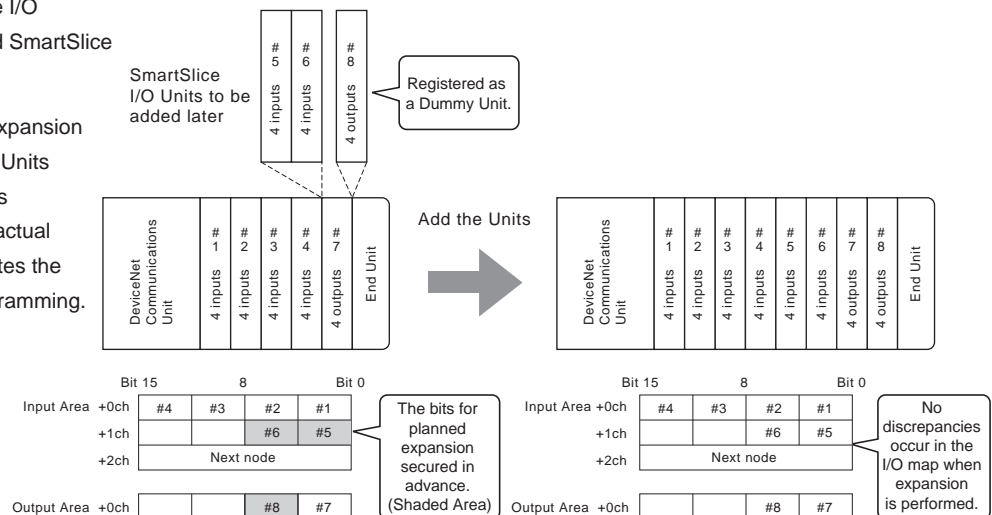 e I/O
d SmartSlice
xpansion
Units
s
actual
tes the
gramming.
SmartSlice
I/O Units to be
added later
#5 4 inputs
#6 4 inputs
#8 4 outputs
Registered as
a Dummy Unit.
DeviceNet
Communications
Unit
#1 4 inputs
#2 4 inputs
#3 4 inputs
#4 4 inputs
#7 4 outputs
End Unit
Add the Units
DeviceNet
Communications
Unit
#1 4 inputs
#2 4 inputs
#3 4 inputs
#4 4 inputs
#5 4 inputs
#6 4 inputs
#7 4 outputs
#8 4 outputs
End Unit
Bit 15 8 Bit 0
Input Area +0ch #4 #3 #2 #1
+1ch #6 #5
+2ch Next node
Output Area +0ch #8 #7
The bits for
planned
expansion
secured in
advance.
(Shaded Area)
Bit 15 8 Bit 0
Input Area +0ch #4 #3 #2 #1
+1ch #6 #5
+2ch Next node
Output Area +0ch #8 #7
No
discrepancies
occur in the
I/O map when
expansion
is performed.